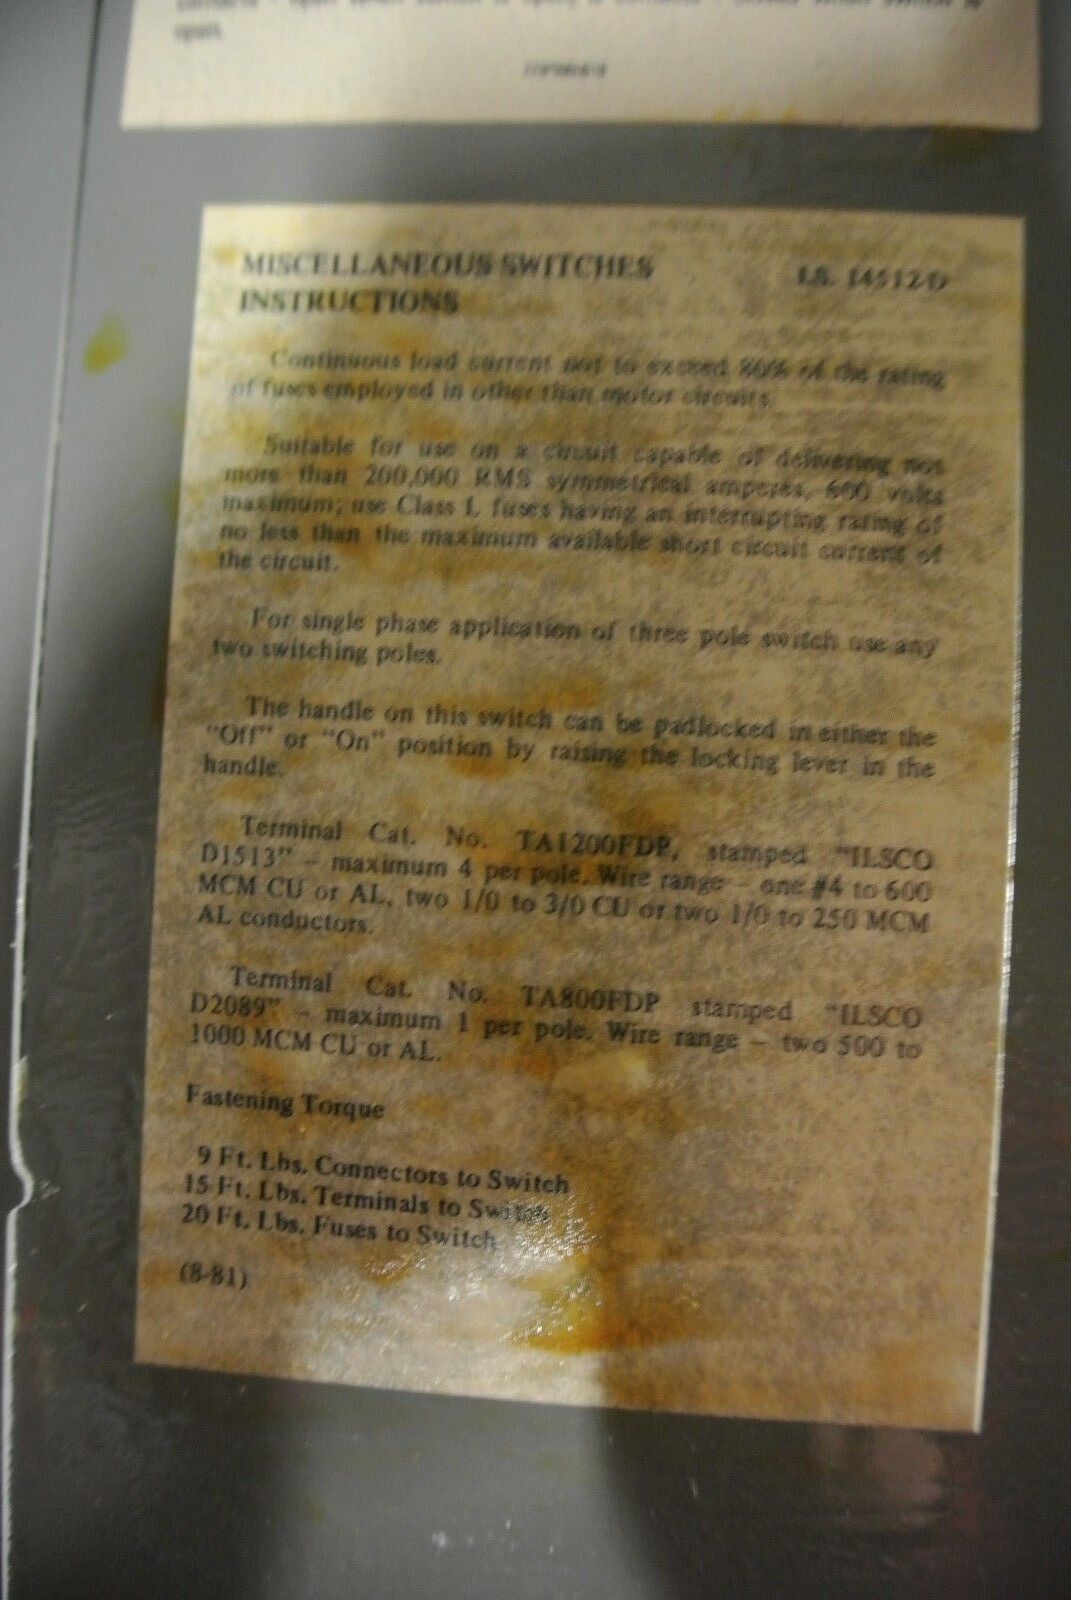 open.
MISCELLANEOUS SWITCHES I.S. 14512-D
INSTRUCTIONS
Continuous load current not to exceed 80% of the rating
of fuses employed in other than motor circuits.
Suitable for use on a circuit capable of delivering not
more than 200,000 RMS symmetrical amperes, 600 volts
maximum; use Class L fuses having an interrupting rating of
no less than the maximum available short circuit current of
the circuit.
For single phase application of three pole switch use any
two switching poles.
The handle on this switch can be padlocked in either the
"Off" or "On" position by raising the locking lever in the
handle.
Terminal Cat. No. TA1200FDP, stamped "ILSCO
D1513" – maximum 4 per pole. Wire range – one #4 to 600
MCM CU or AL, two 1/0 to 3/0 CU or two 1/0 to 250 MCM
AL conductors.
Terminal Cat. No. TA800FDP stamped "ILSCO
D2089" – maximum 1 per pole. Wire range – two 500 to
1000 MCM CU or AL.
Fastening Torque
9 Ft. Lbs. Connectors to Switch
15 Ft. Lbs. Terminals to Switch
20 Ft. Lbs. Fuses to Switch
(8-81)